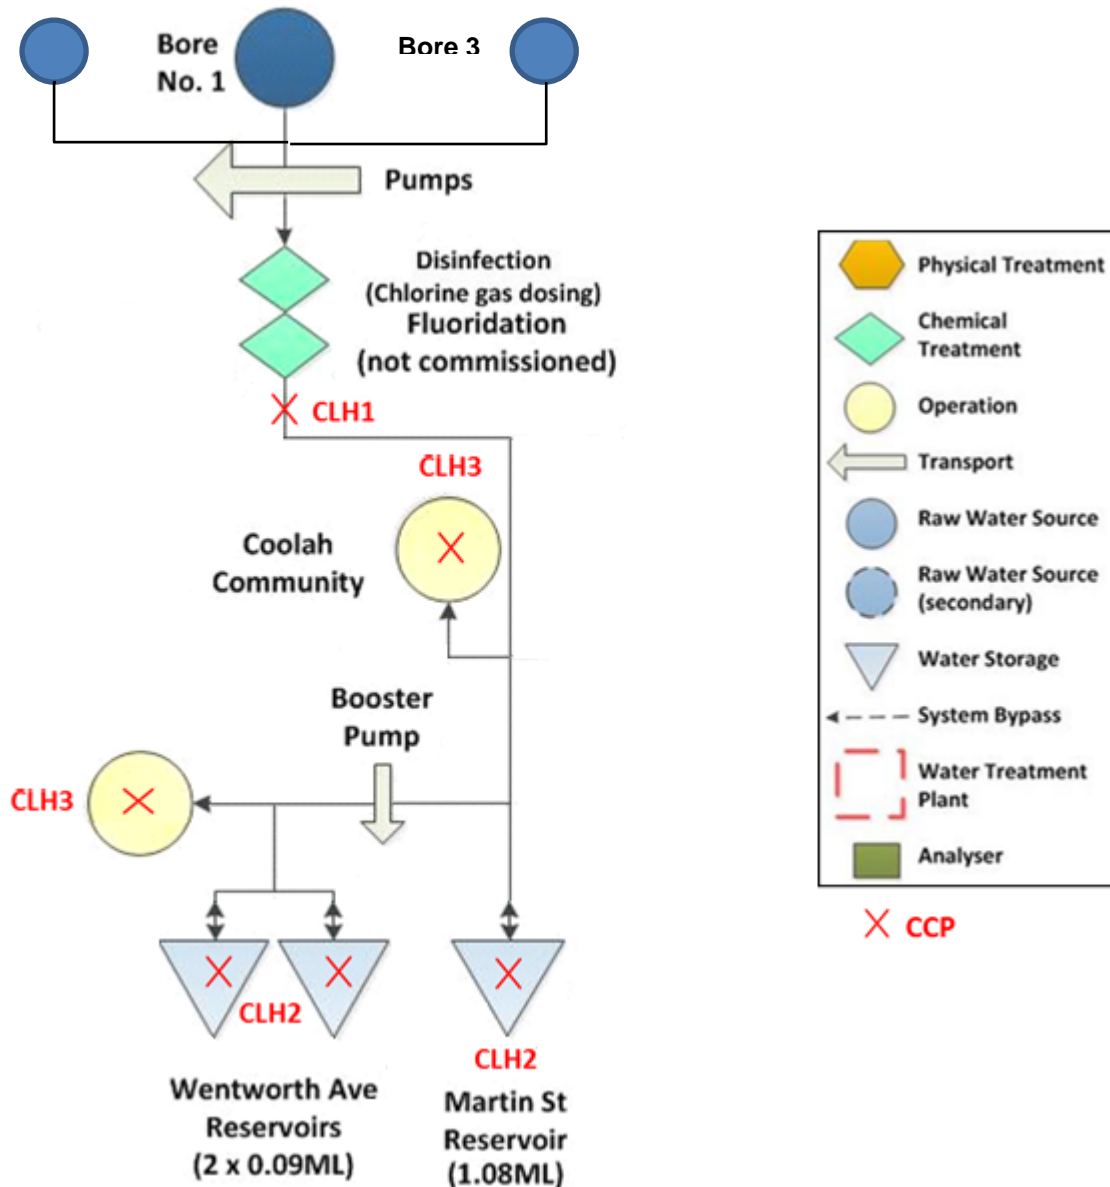 Bore
No. 1
Bore 3
Pumps
Disinfection
(Chlorine gas dosing)
Fluoridation
(not commissioned)
CLH1
CLH3
Coolah
Community
Booster
Pump
CLH3
CLH2
Wentworth Ave
Reservoirs
(2 x 0.09ML)
CLH2
Martin St
Reservoir
(1.08ML)
Physical Treatment
Chemical
Treatment
Operation
Transport
Raw Water Source
Raw Water Source
(secondary)
Water Storage
System Bypass
Water Treatment
Plant
Analyser
CCP